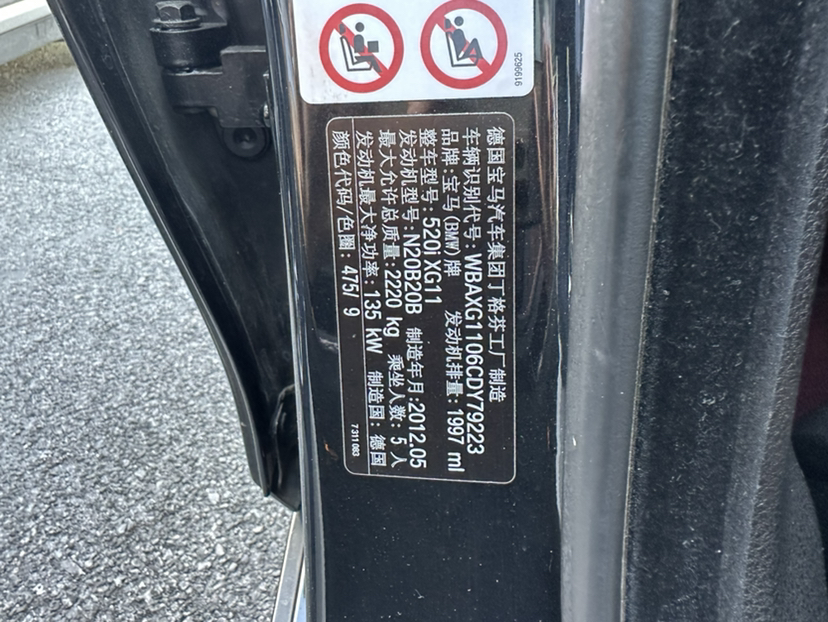 9199625
德国宝马汽车集团丁格芬工厂 制造
车辆识别代号: WBAXG1106CDY79223
品牌:宝马(BMW)牌 发动机排量: 1997 ml
整车型号: 520i XG11
发动机型号: N20B20B 制造年月:2012.05
最大允许总质量: 2220 kg 乘坐人数: 5 人
发动机最大净功率: 135 kW 制造国: 德国
颜色代码/色圈: 475/ 9
7 311 083